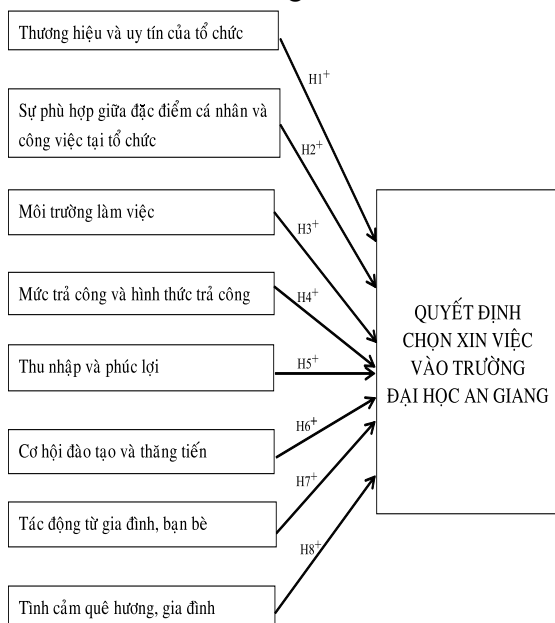 Thương hiệu và uy tín của tổ chức
H1+
Sự phù hợp giữa đặc điểm cá nhân và
công việc tại tổ chức
H2+
Môi trường làm việc
H3+
Mức trả công và hình thức trả công
H4+
Thu nhập và phúc lợi
H5+
Cơ hội đào tạo và thăng tiến
H6+
Tác động từ gia đình, bạn bè
H7+
Tình cảm quê hương, gia đình
H8+
QUYẾT ĐỊNH
CHỌN XIN VIỆC
VÀO TRƯỜNG
ĐẠI HỌC AN GIANG